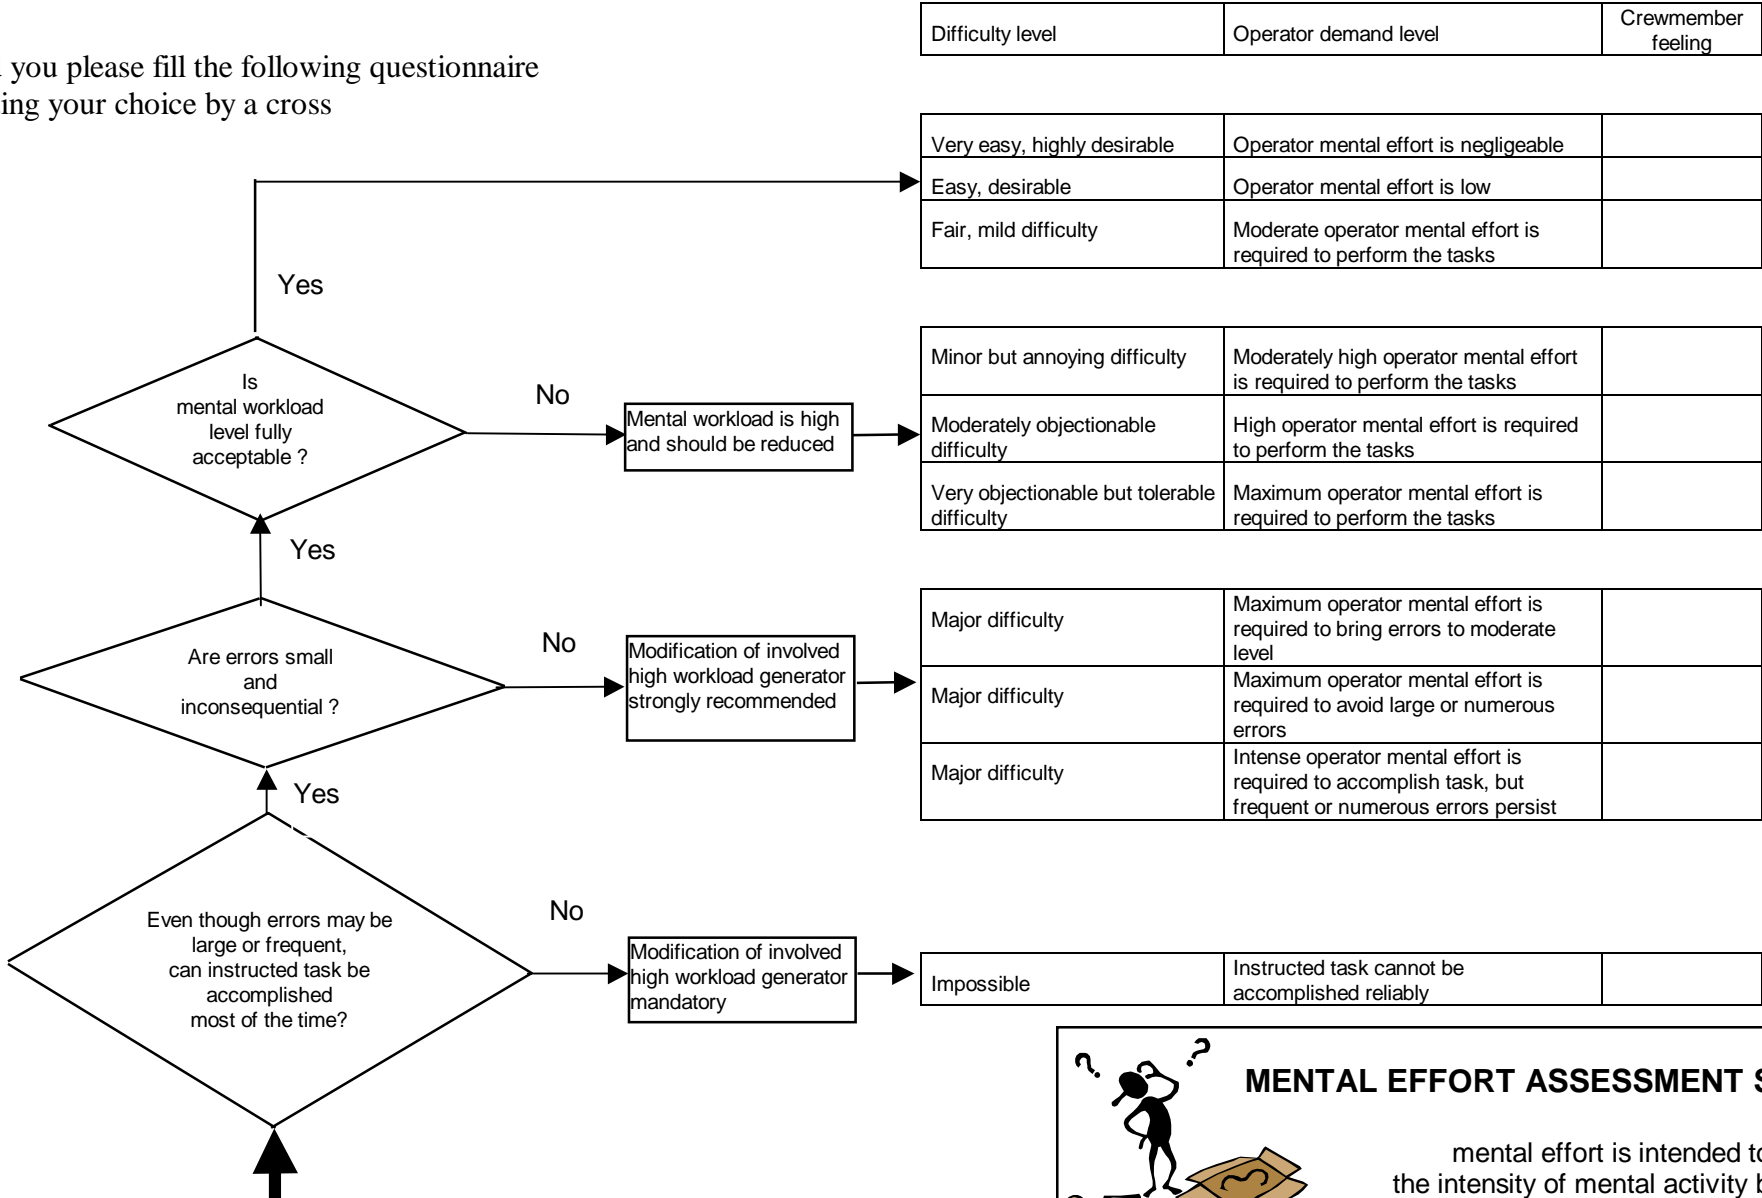 you please fill the following questionnaire
ing your choice by a cross
Difficulty level
Operator demand level
Crewmember
feeling
Very easy, highly desirable
Operator mental effort is negligeable
Easy, desirable
Operator mental effort is low
Fair, mild difficulty
Moderate operator mental effort is
required to perform the tasks
Yes
Is
mental workload
level fully
acceptable ?
No
Mental workload is high
and should be reduced
Minor but annoying difficulty
Moderately high operator mental effort
is required to perform the tasks
Moderately objectionable
difficulty
High operator mental effort is required
to perform the tasks
Very objectionable but tolerable
difficulty
Maximum operator mental effort is
required to perform the tasks
Yes
Are errors small
and
inconsequential ?
No
Modification of involved
high workload generator
strongly recommended
Major difficulty
Maximum operator mental effort is
required to bring errors to moderate
level
Major difficulty
Maximum operator mental effort is
required to avoid large or numerous
errors
Major difficulty
Intense operator mental effort is
required to accomplish task, but
frequent or numerous errors persist
Yes
Even though errors may be
large or frequent,
can instructed task be
accomplished
most of the time?
No
Modification of involved
high workload generator
mandatory
Impossible
Instructed task cannot be
accomplished reliably
MENTAL EFFORT ASSESSMENT
mental effort is intended to
the intensity of mental activity